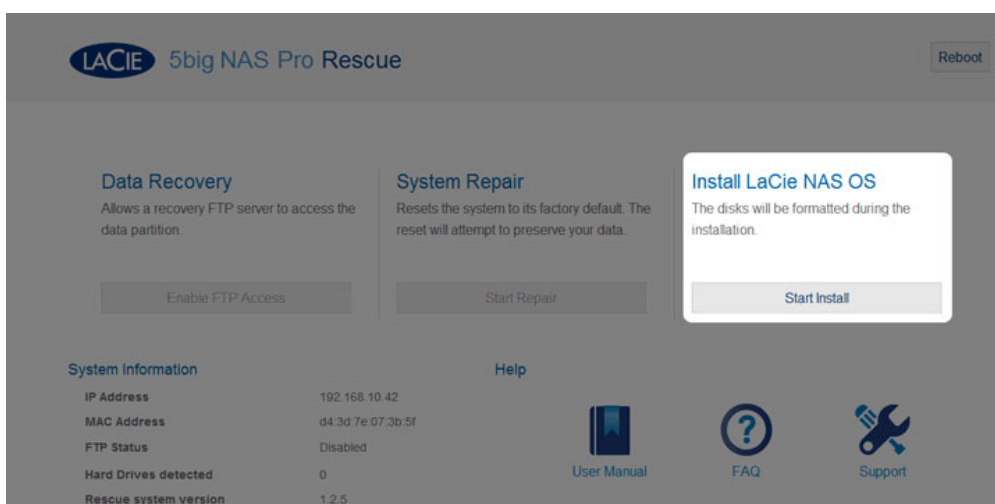 LACIE 5big NAS Pro Rescue
Reboot
Data Recovery
Allows a recovery FTP server to access the
data partition.
Enable FTP Access
System Repair
Resets the system to its factory default. The
reset will attempt to preserve your data.
Start Repair
Install LaCie NAS OS
The disks will be formatted during the
installation.
Start Install
System Information
IP Address 192.168.10.42
MAC Address d4:3d:7e:07:3b:5f
FTP Status Disabled
Hard Drives detected 0
Rescue system version 1.2.5
Help
User Manual
FAQ
Support